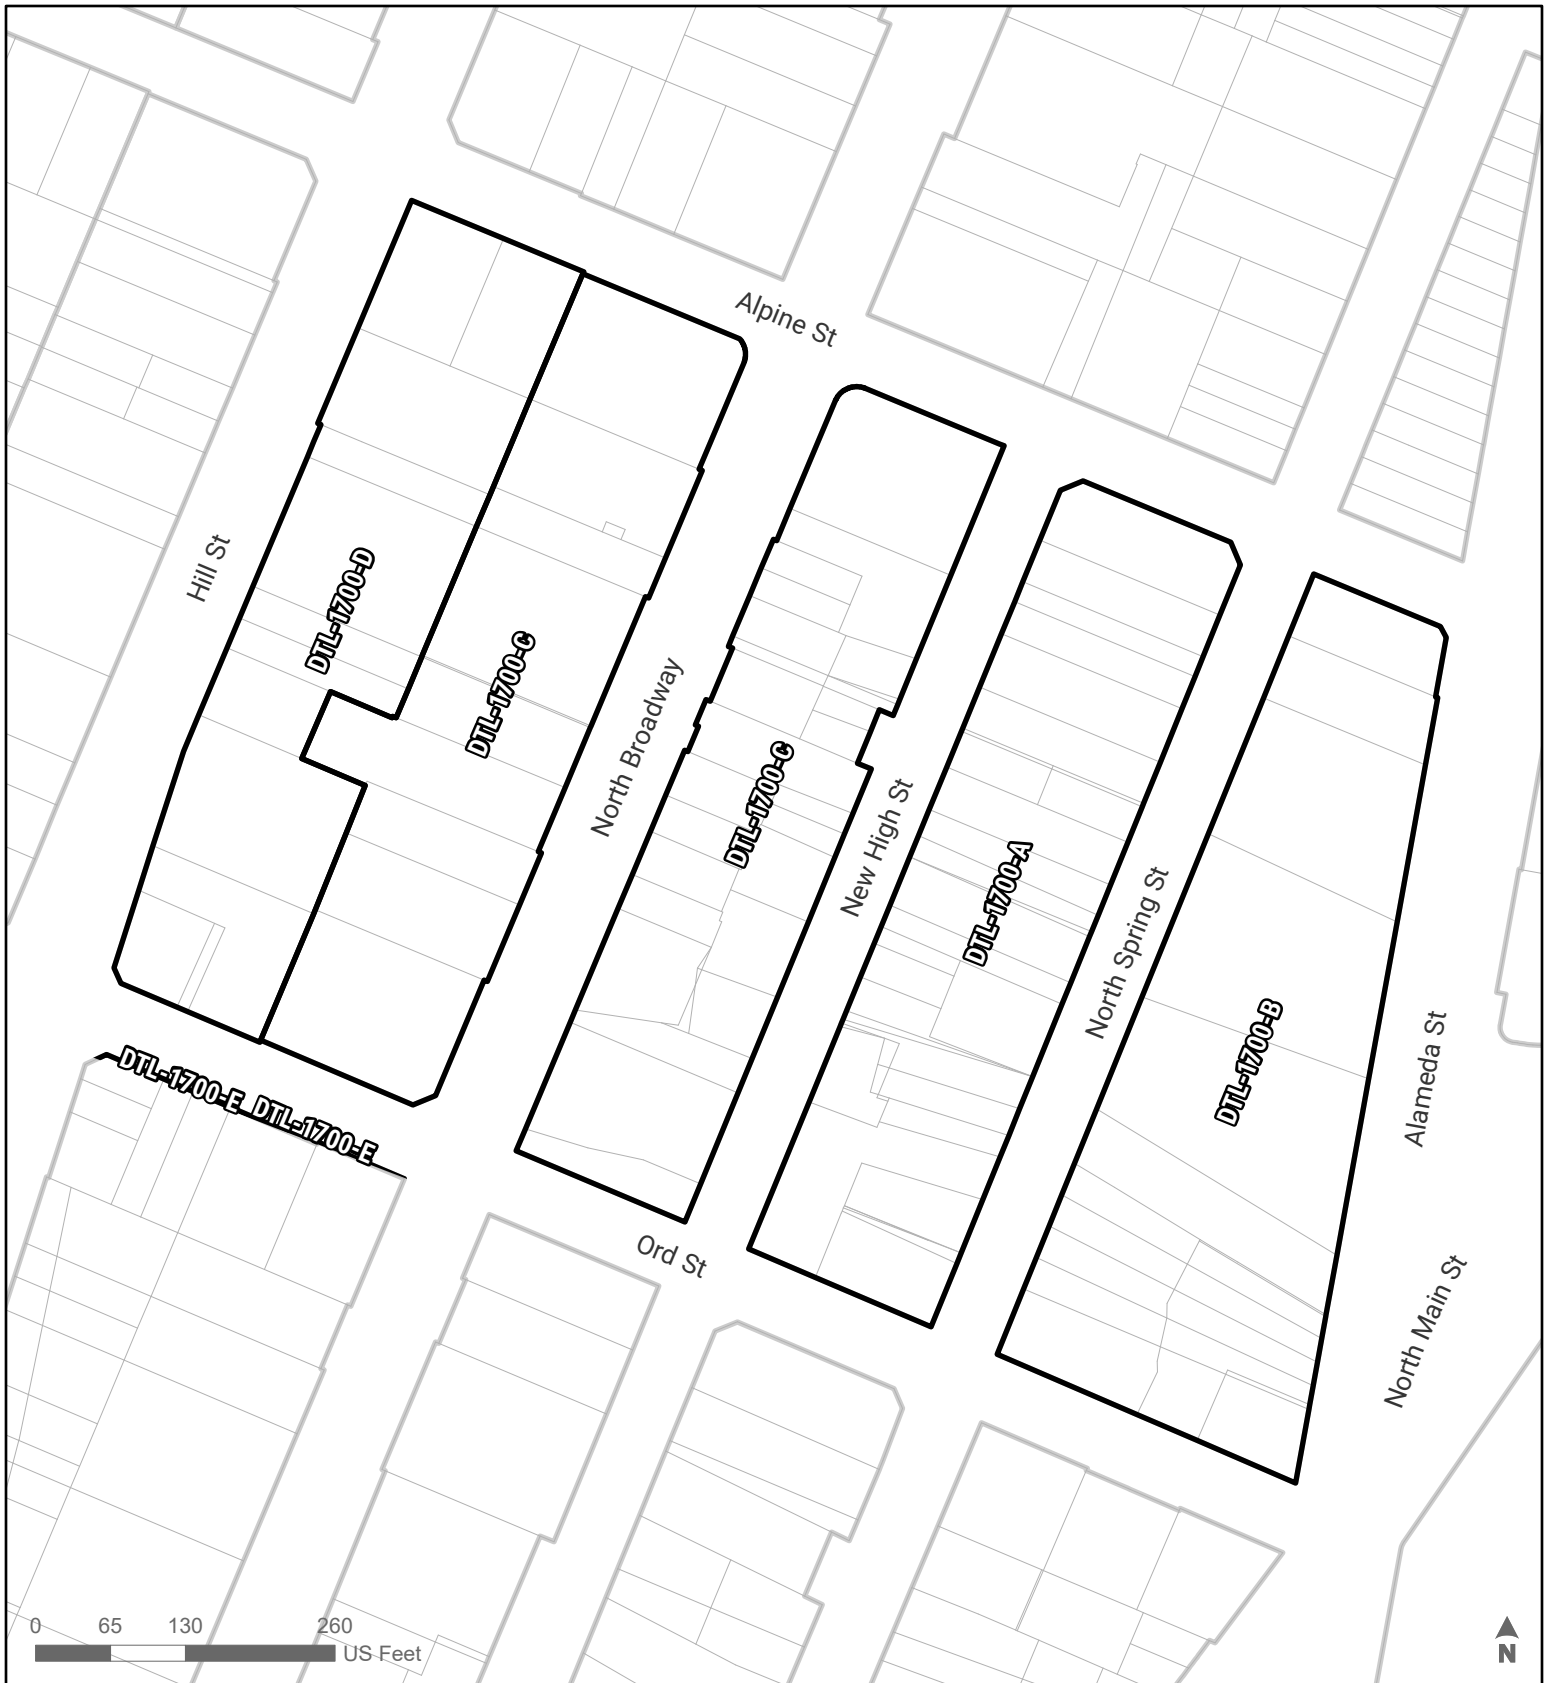 Alpine St
Hill St
DTL-1700-D
DTL-1700-C
North Broadway
DTL-1700-C
New High St
DTL-1700-A
North Spring St
DTL-1700-B
Alameda St
DTL-1700-E DTL-1700-E
Ord St
North Main St
0 65 130 260
US Feet
N